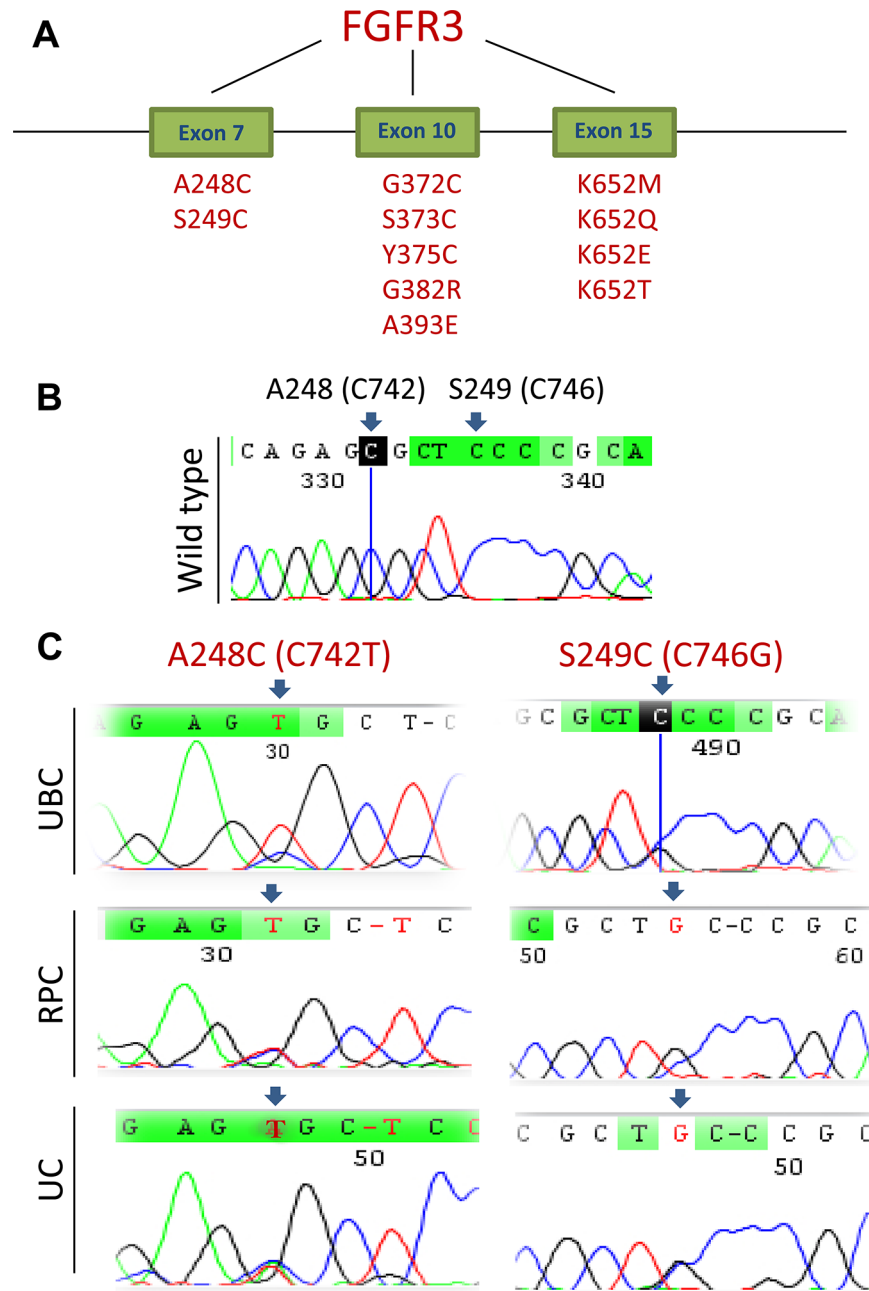 A
FGFR3
Exon 7 Exon 10 Exon 15
A248C G372C K652M
S249C S373C K652Q
Y375C K652E
G382R K652T
A393E
B
A248 (C742) S249 (C746)
Wild type
C A G A G C G CT C C C C G C A
330 340
C
A248C (C742T) S249C (C746G)
UBC
A G A G T G C T - C
G C G CT C C C C G C A
30 490
RPC
G A G T G C - T C
C G C T G C-C C G C
30 50 60
UC
G A G T G C - T C C
C G C T G C-C C G C
50 50